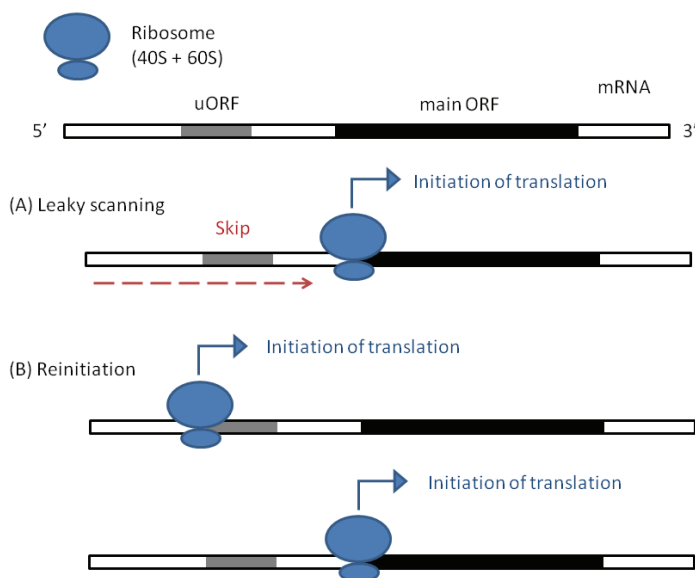 Ribosome
(40S + 60S)
uORF
main ORF
mRNA
5′
3′
Initiation of translation
(A) Leaky scanning
Skip
Initiation of translation
(B) Reinitiation
Initiation of translation